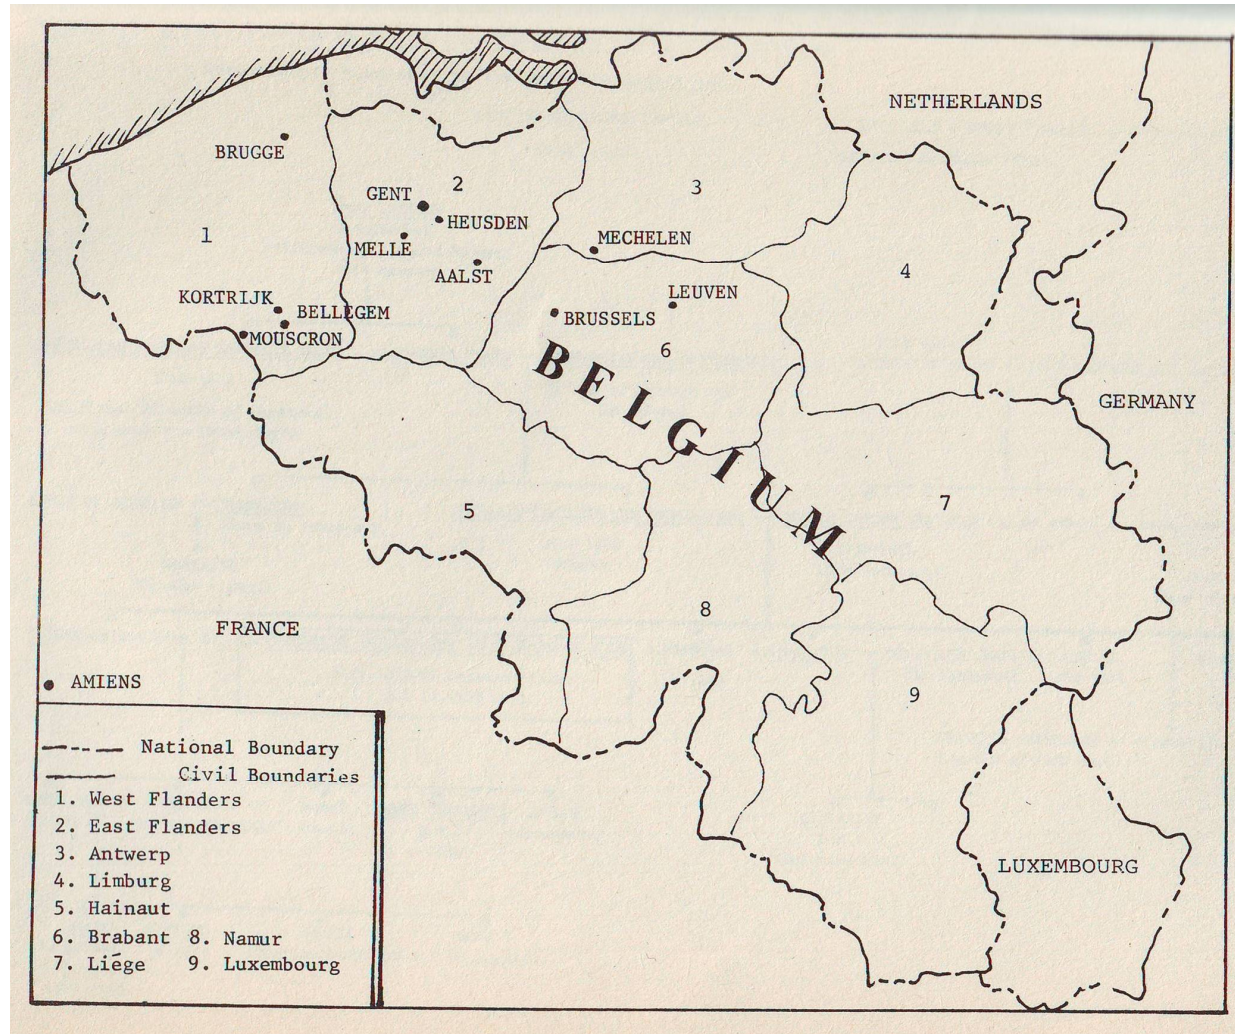 NETHERLANDS
BRUGGE
2
GENT
3
HEUSDEN
1
MECHELEN
MELLE
AALST
4
LEUVEN
KORTRIJK
BELLEGEM
BRUSSELS
MOUSCRON
6
BELGIUM
GERMANY
5
7
8
FRANCE
AMIENS
9
National Boundary
Civil Boundaries
1. West Flanders
2. East Flanders
3. Antwerp
4. Limburg
5. Hainaut
6. Brabant 8. Namur
7. Liége 9. Luxembourg
LUXEMBOURG